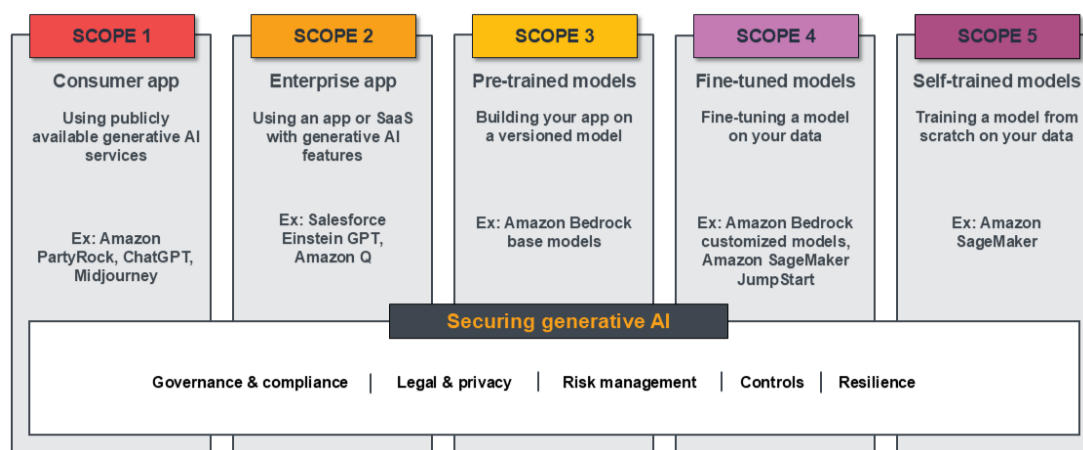 SCOPE 1
Consumer app
Using publicly
available generative AI
services
Ex: Amazon
PartyRock, ChatGPT,
Midjourney
SCOPE 2
Enterprise app
Using an app or SaaS
with generative AI
features
Ex: Salesforce
Einstein GPT,
Amazon Q
SCOPE 3
Pre-trained models
Building your app on
a versioned model
Ex: Amazon Bedrock
base models
SCOPE 4
Fine-tuned models
Fine-tuning a model
on your data
Ex: Amazon Bedrock
customized models,
Amazon SageMaker
JumpStart
SCOPE 5
Self-trained models
Training a model from
scratch on your data
Ex: Amazon
SageMaker
Securing generative AI
Governance & compliance | Legal & privacy | Risk management | Controls | Resilience